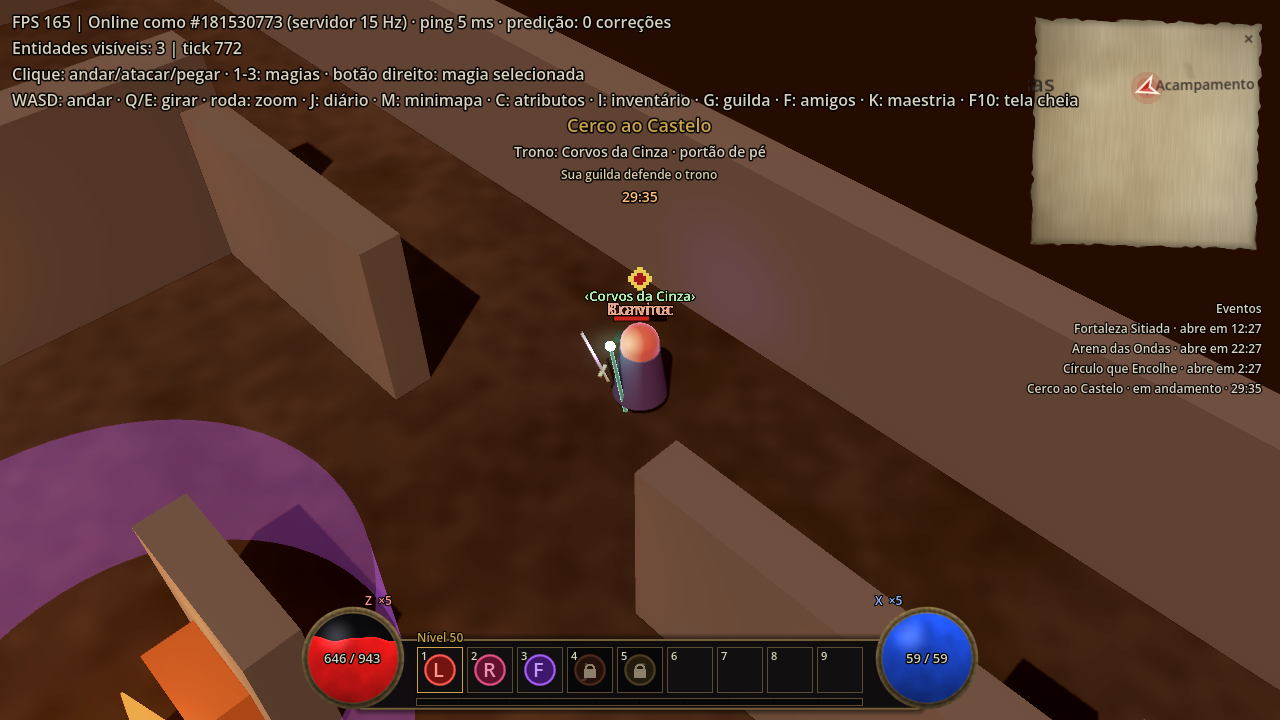 FPS 165 | Online como #181530773 (servidor 15 Hz) · ping 5 ms · predição: 0 correções
Entidades visíveis: 3 | tick 772
Clique: andar/atacar/pegar · 1-3: magias · botão direito: magia selecionada
WASD: andar · Q/E: girar · roda: zoom · J: diário · M: minimapa · C: atributos · I: inventário · G: guilda · F: amigos · K: maestria · F10: tela cheia
×
Acampamento
Cerco ao Castelo
Trono: Corvos da Cinza · portão de pé
Sua guilda defende o trono
29:35
‹Corvos da Cinza›
Eventos
Fortaleza Sitiada · abre em 12:27
Arena das Ondas · abre em 22:27
Círculo que Encolhe · abre em 2:27
Cerco ao Castelo · em andamento · 29:35
Z ×5
X ×5
Nível 50
646 / 943
1 2 3 4 5 6 7 8 9
L R F
59 / 59